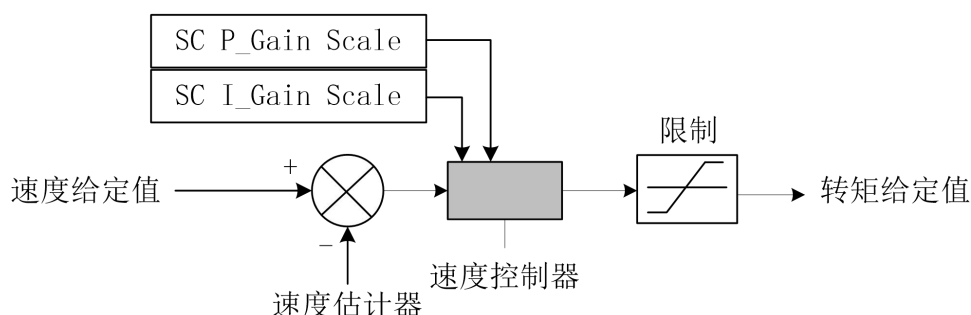 SC P_Gain Scale
SC I_Gain Scale
限制
+
速度给定值
转矩给定值
−
速度控制器
速度估计器